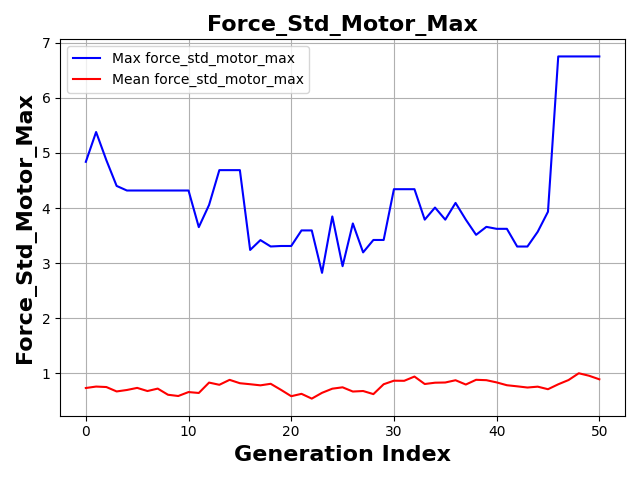 Force_Std_Motor_Max
Max force_std_motor_max
Mean force_std_motor_max
Force_Std_Motor_Max
7
6
5
4
3
2
1
0 10 20 30 40 50
Generation Index